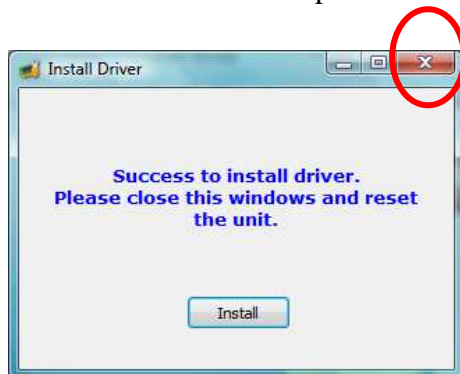 Install Driver
Success to install driver.
Please close this windows and reset
the unit.
Install